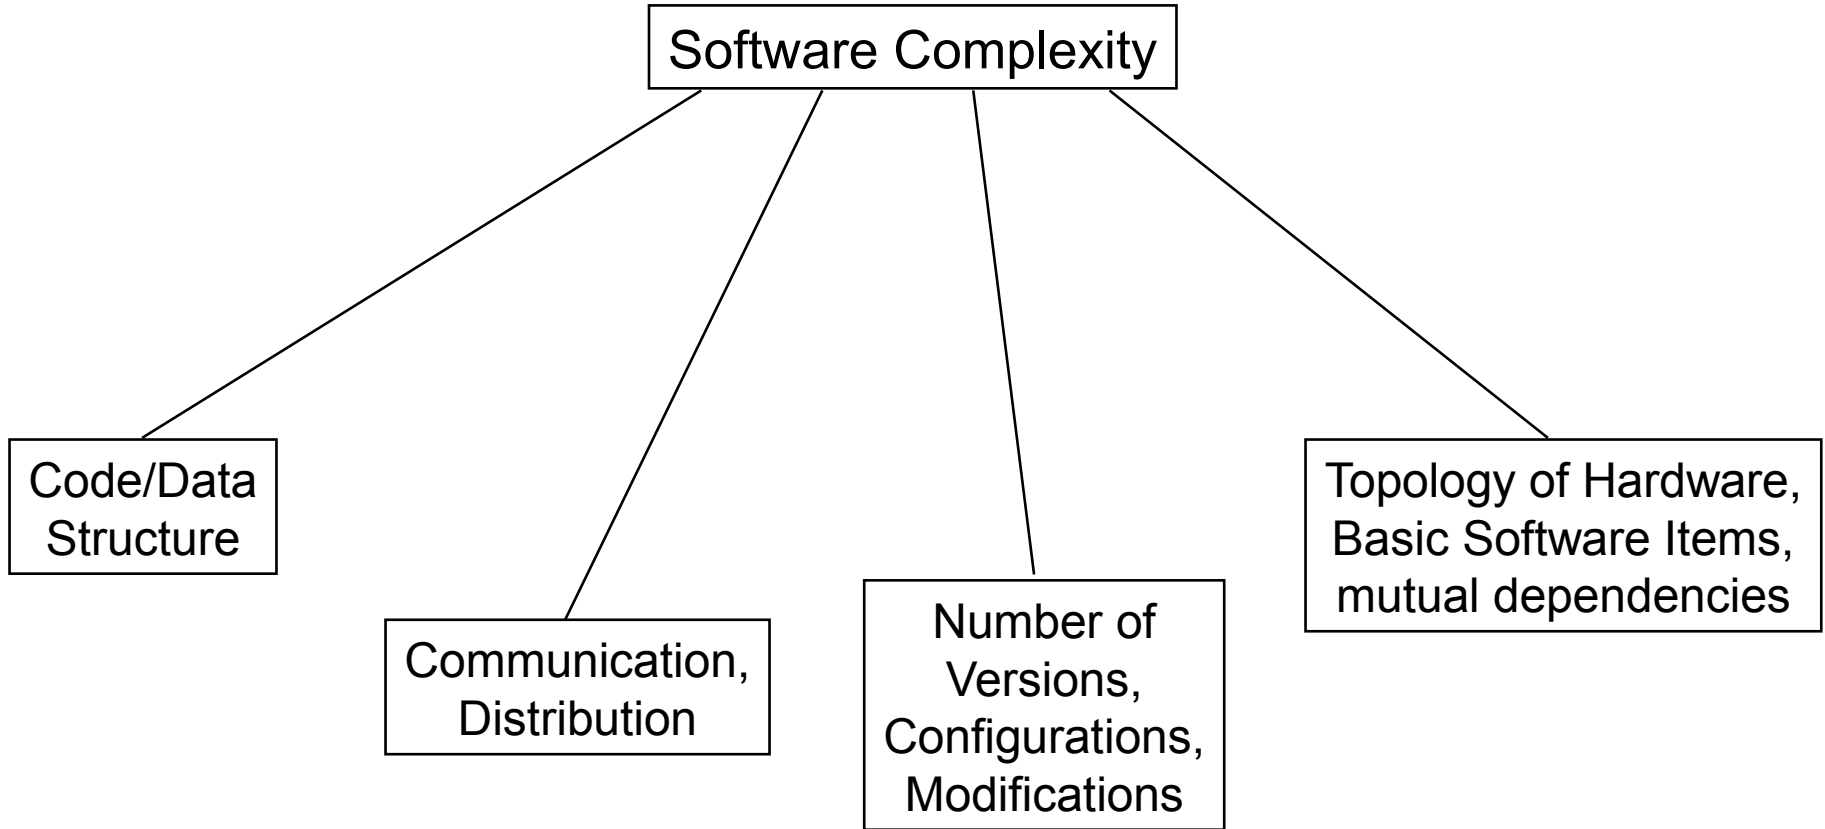 Software Complexity
Code/Data
Structure
Communication,
Distribution
Number of
Versions,
Configurations,
Modifications
Topology of Hardware,
Basic Software Items,
mutual dependencies